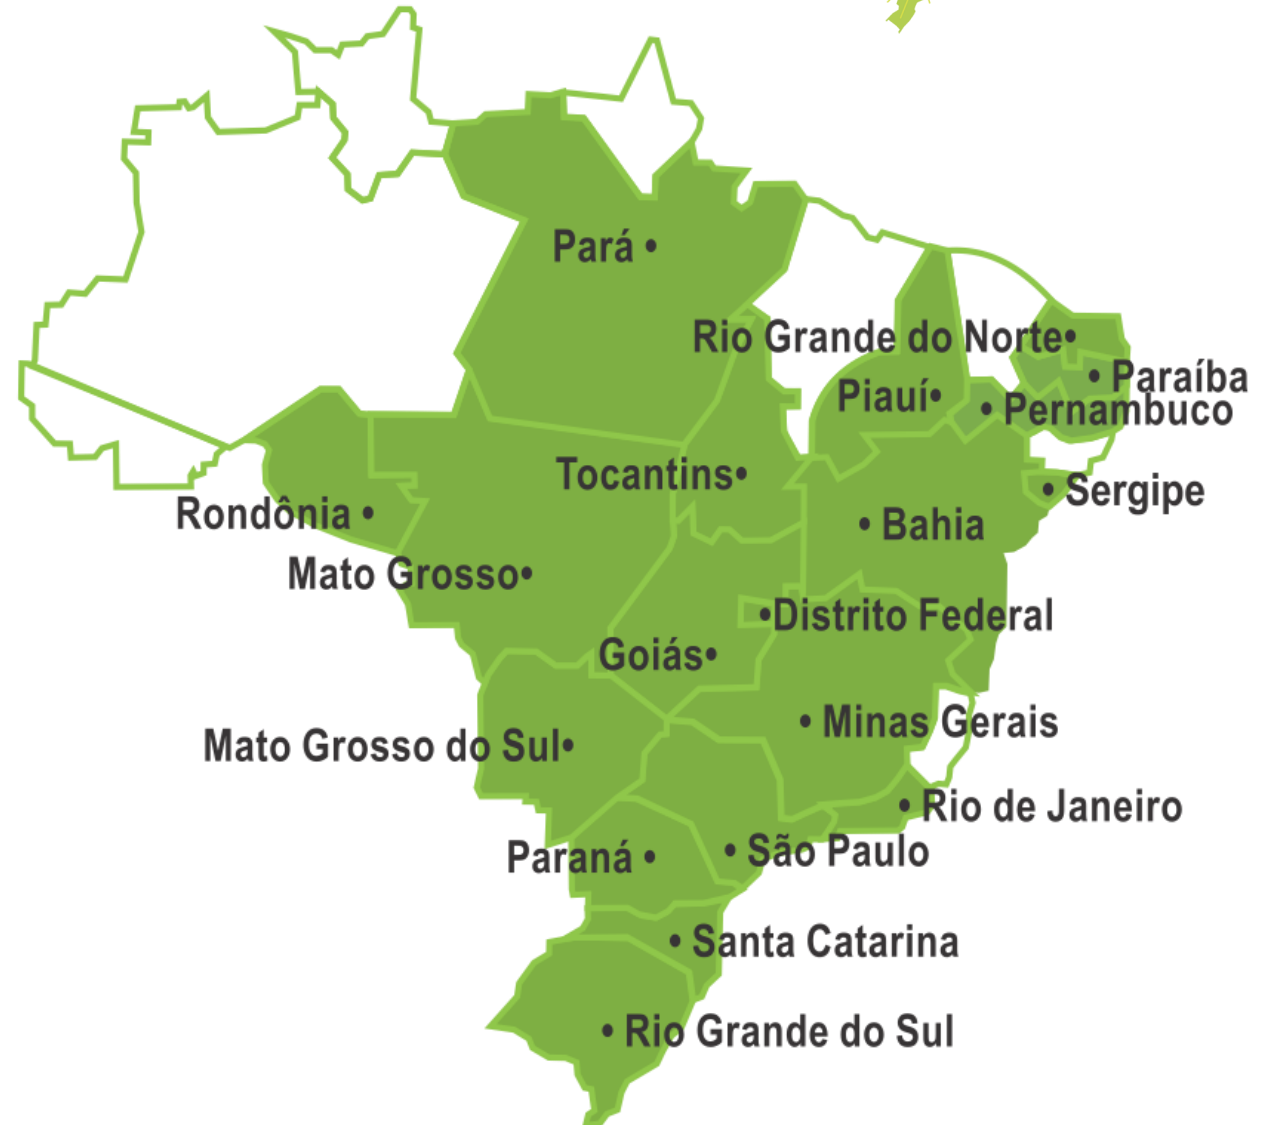 Pará
Rio Grande do Norte
Paraíba
Piauí
Pernambuco
Tocantins
Sergipe
Rondônia
Bahia
Mato Grosso
Distrito Federal
Goiás
Minas Gerais
Mato Grosso do Sul
Rio de Janeiro
São Paulo
Paraná
Santa Catarina
Rio Grande do Sul